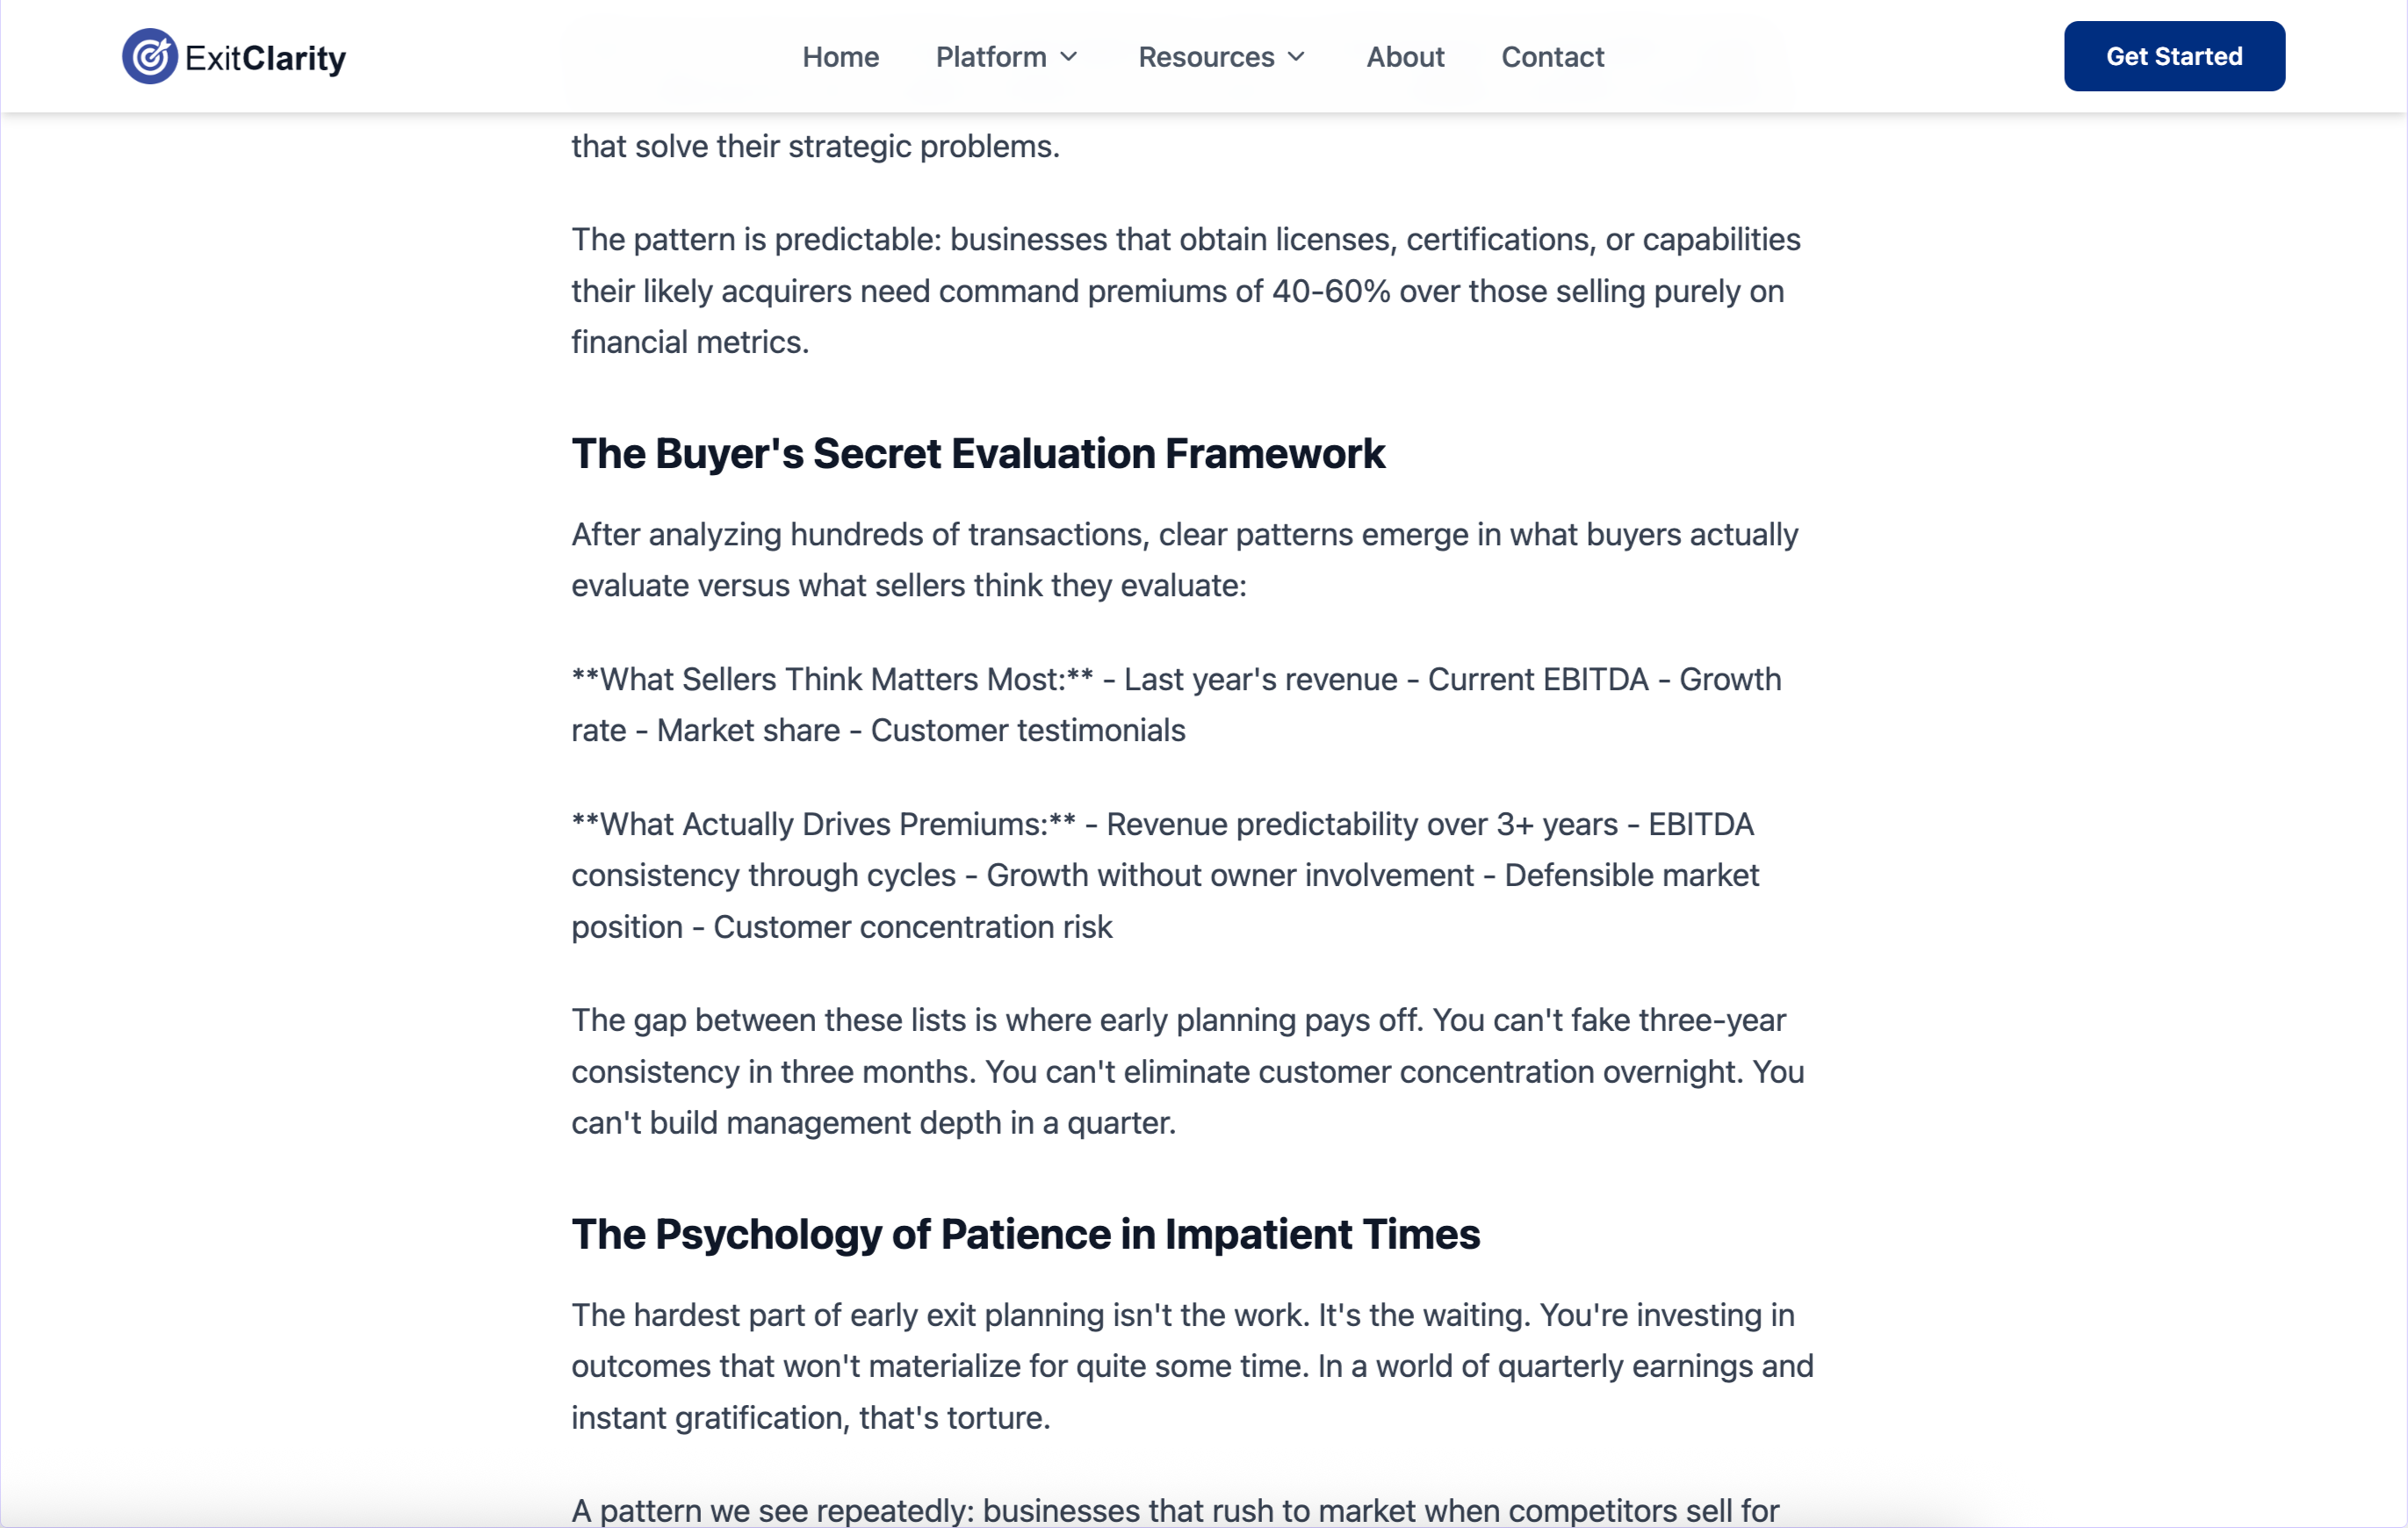 ExitClarity
Home
Platform
Resources
About
Contact
Get Started
that solve their strategic problems.
The pattern is predictable: businesses that obtain licenses, certifications, or capabilities
their likely acquirers need command premiums of 40-60% over those selling purely on
financial metrics.
The Buyer's Secret Evaluation Framework
After analyzing hundreds of transactions, clear patterns emerge in what buyers actually
evaluate versus what sellers think they evaluate:
**What Sellers Think Matters Most:** - Last year's revenue - Current EBITDA - Growth
rate - Market share - Customer testimonials
**What Actually Drives Premiums:** - Revenue predictability over 3+ years - EBITDA
consistency through cycles - Growth without owner involvement - Defensible market
position - Customer concentration risk
The gap between these lists is where early planning pays off. You can't fake three-year
consistency in three months. You can't eliminate customer concentration overnight. You
can't build management depth in a quarter.
The Psychology of Patience in Impatient Times
The hardest part of early exit planning isn't the work. It's the waiting. You're investing in
outcomes that won't materialize for quite some time. In a world of quarterly earnings and
instant gratification, that's torture.
A pattern we see repeatedly: businesses that rush to market when competitors sell for